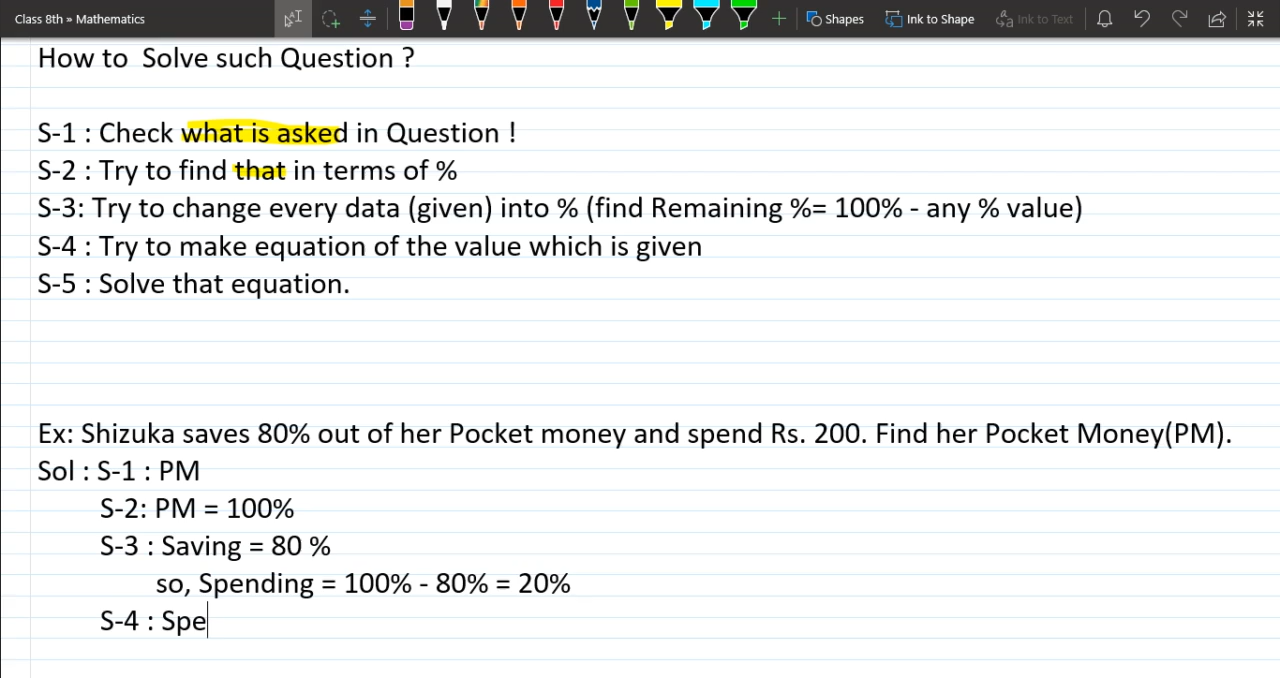 Class 8th » Mathematics
Shapes
Ink to Shape
Ink to Text
How to Solve such Question ?
S-1 : Check what is asked in Question !
S-2 : Try to find that in terms of %
S-3: Try to change every data (given) into % (find Remaining %= 100% - any % value)
S-4 : Try to make equation of the value which is given
S-5 : Solve that equation.
Ex: Shizuka saves 80% out of her Pocket money and spend Rs. 200. Find her Pocket Money(PM).
Sol : S-1 : PM
S-2: PM = 100%
S-3 : Saving = 80 %
so, Spending = 100% - 80% = 20%
S-4 : Spe